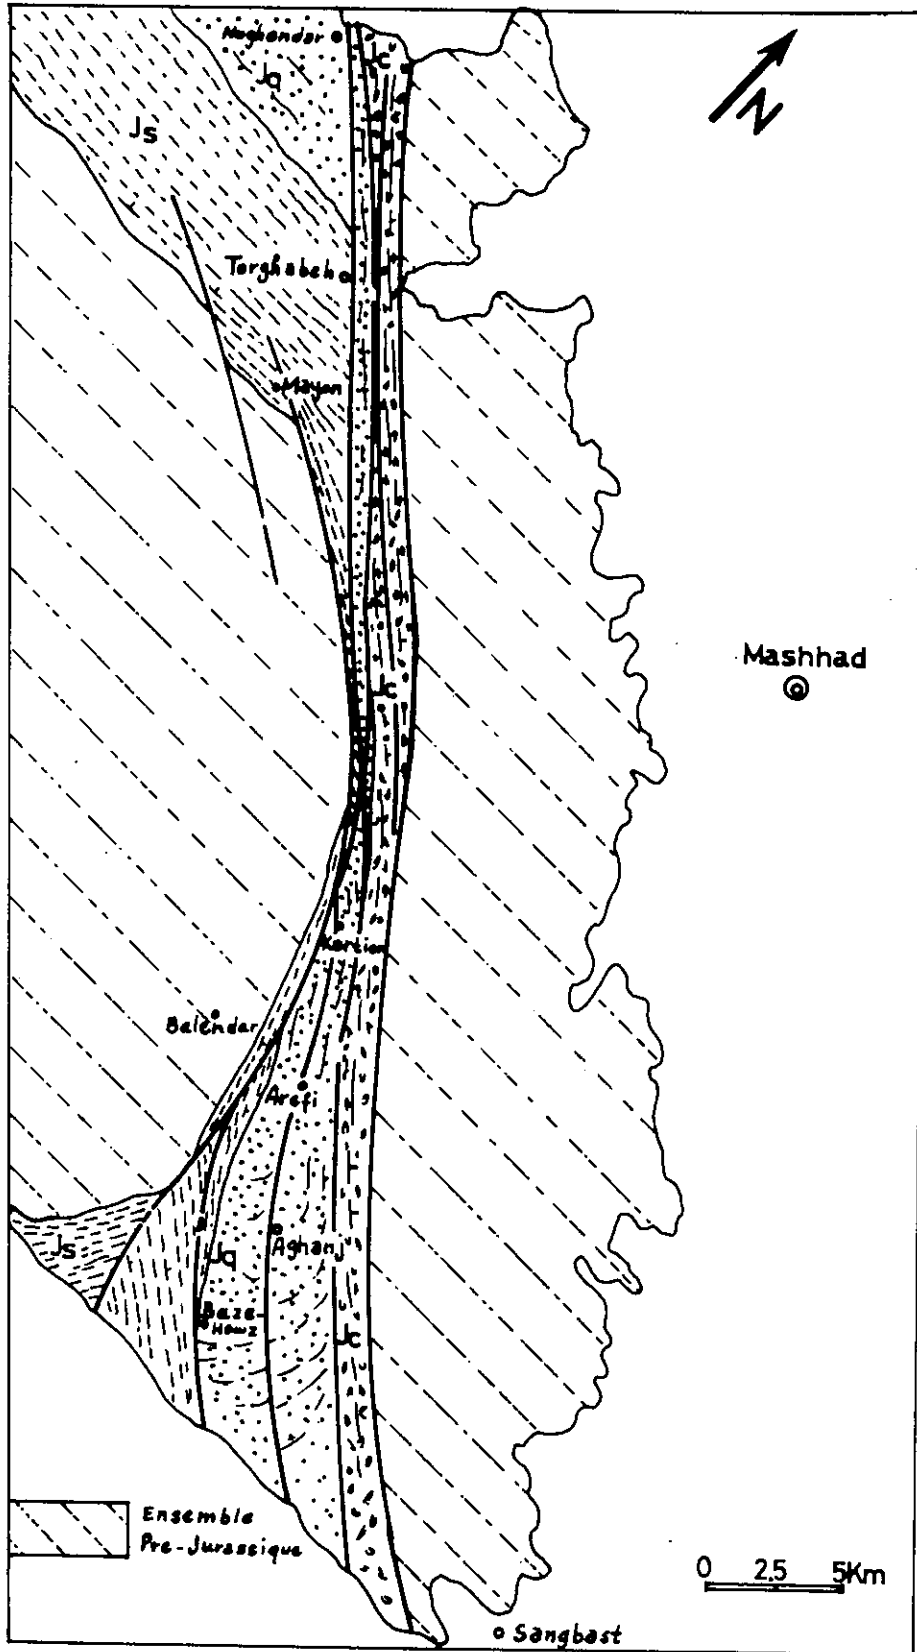 Noghondar
Jc
Jq
N
Js
Torghabeh
Mayan
Mashhad
Jc
Kartian
Balendar
Arefi
Aghanj
Js
Jq
Baze-
Howz
Jc
Ensemble
Pre-Jurassique
0 2.5 5Km
Sangbast